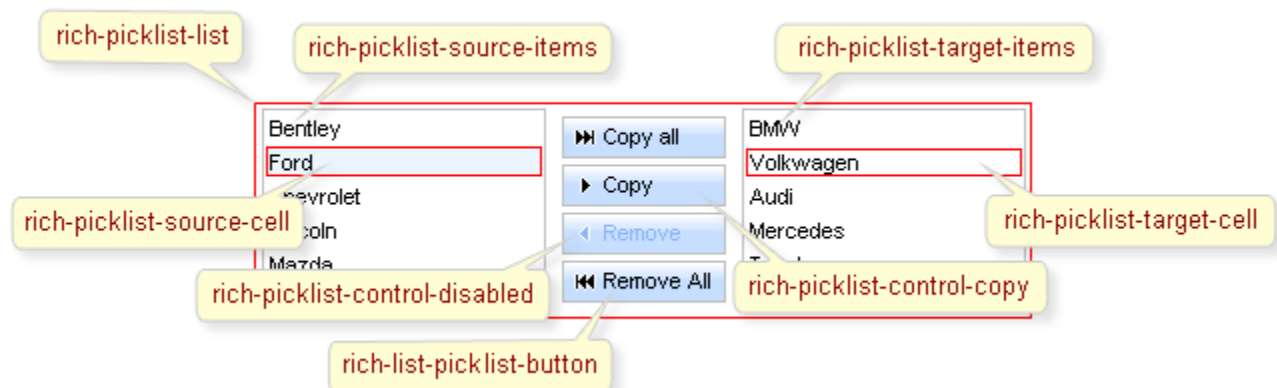 rich-picklist-list
rich-picklist-source-items
rich-picklist-target-items
Bentley
Copy all
BMW
Ford
Volkwagen
Copy
Audi
rich-picklist-source-cell
rich-picklist-target-cell
Remove
Mercedes
Mazda
rich-picklist-control-disabled
Remove All
rich-picklist-control-copy
rich-list-picklist-button